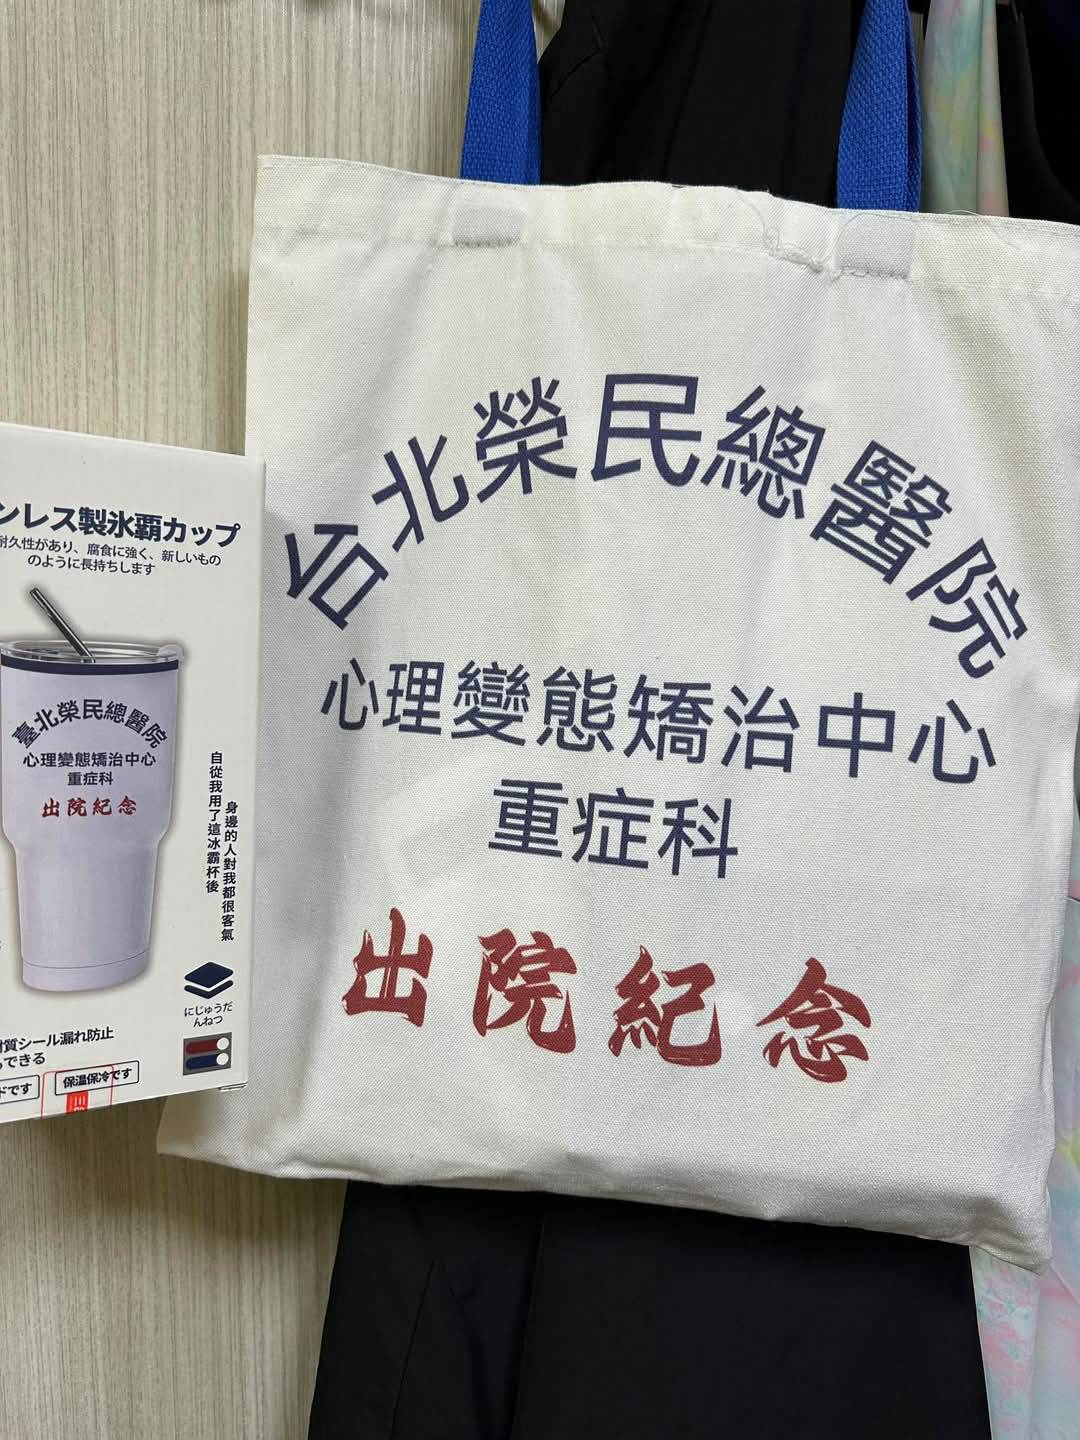 台北榮民總醫院
心理變態矯治中心
重症科
出院紀念
ンレス製氷覇カップ
耐久性があり、腐食に強く、新しいもの
のように長持ちします
臺北榮民總醫院
心理變態矯治中心
重症科
出院紀念
自從我用了這冰霸杯後
身邊的人對我都很客氣
にじゅうだ
んねつ
質シール漏れ防止
できる
ドです
保温保冷です